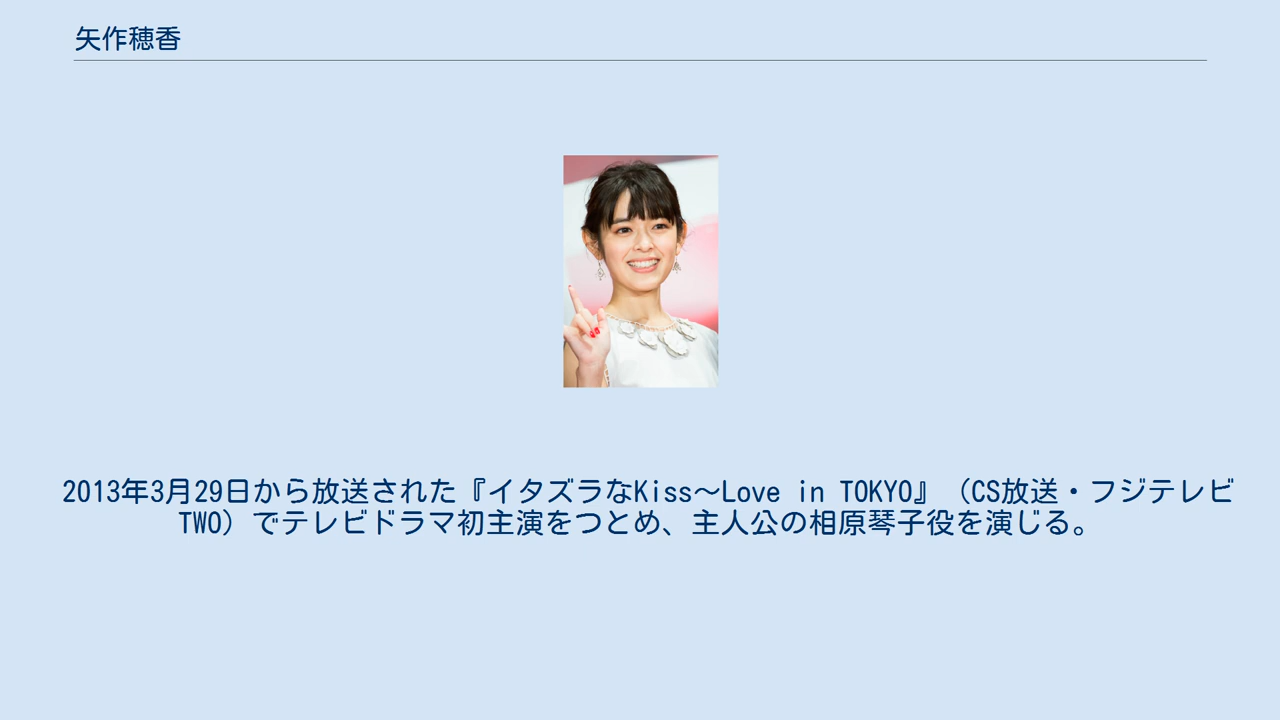 矢作穂香
2013年3月29日から放送された『イタズラなKiss〜Love in TOKYO』（CS放送・フジテレビ
TWO）でテレビドラマ初主演をつとめ、主人公の相原琴子役を演じる。